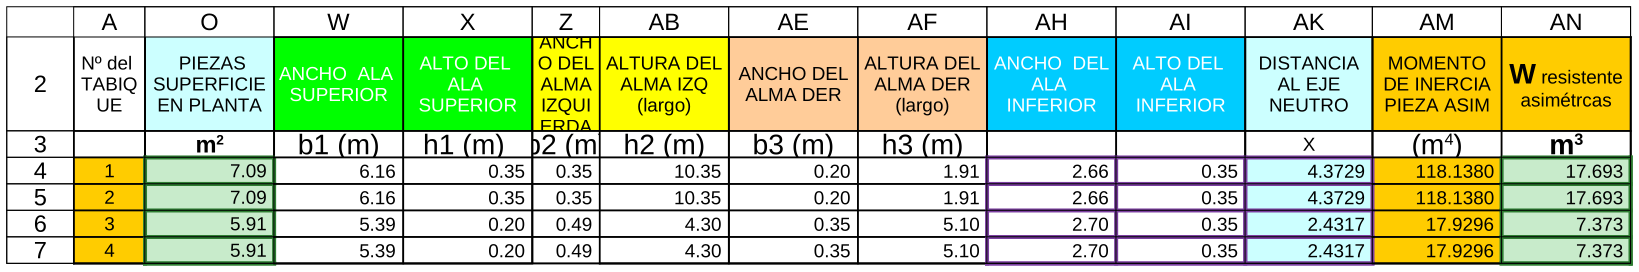 A O W X Z AB AE AF AH AI AK AM AN
2
Nº del
TABIQ
UE
PIEZAS
SUPERFICIE
EN PLANTA
ANCHO ALA
SUPERIOR
ALTO DEL
ALA
SUPERIOR
ANCH
O DEL
ALMA
IZQUI
ERDA
ALTURA DEL
ALMA IZQ
(largo)
ANCHO DEL
ALMA DER
ALTURA DEL
ALMA DER
(largo)
ANCHO DEL
ALA
INFERIOR
ALTO DEL
ALA
INFERIOR
DISTANCIA
AL EJE
NEUTRO
MOMENTO
DE INERCIA
PIEZA ASIM
W resistente
asimétrcas
3 m² b1 (m) h1 (m) b2 (m h2 (m) b3 (m) h3 (m) X (m⁴) m³
4 1 7.09 6.16 0.35 0.35 10.35 0.20 1.91 2.66 0.35 4.3729 118.1380 17.693
5 2 7.09 6.16 0.35 0.35 10.35 0.20 1.91 2.66 0.35 4.3729 118.1380 17.693
6 3 5.91 5.39 0.20 0.49 4.30 0.35 5.10 2.70 0.35 2.4317 17.9296 7.373
7 4 5.91 5.39 0.20 0.49 4.30 0.35 5.10 2.70 0.35 2.4317 17.9296 7.373